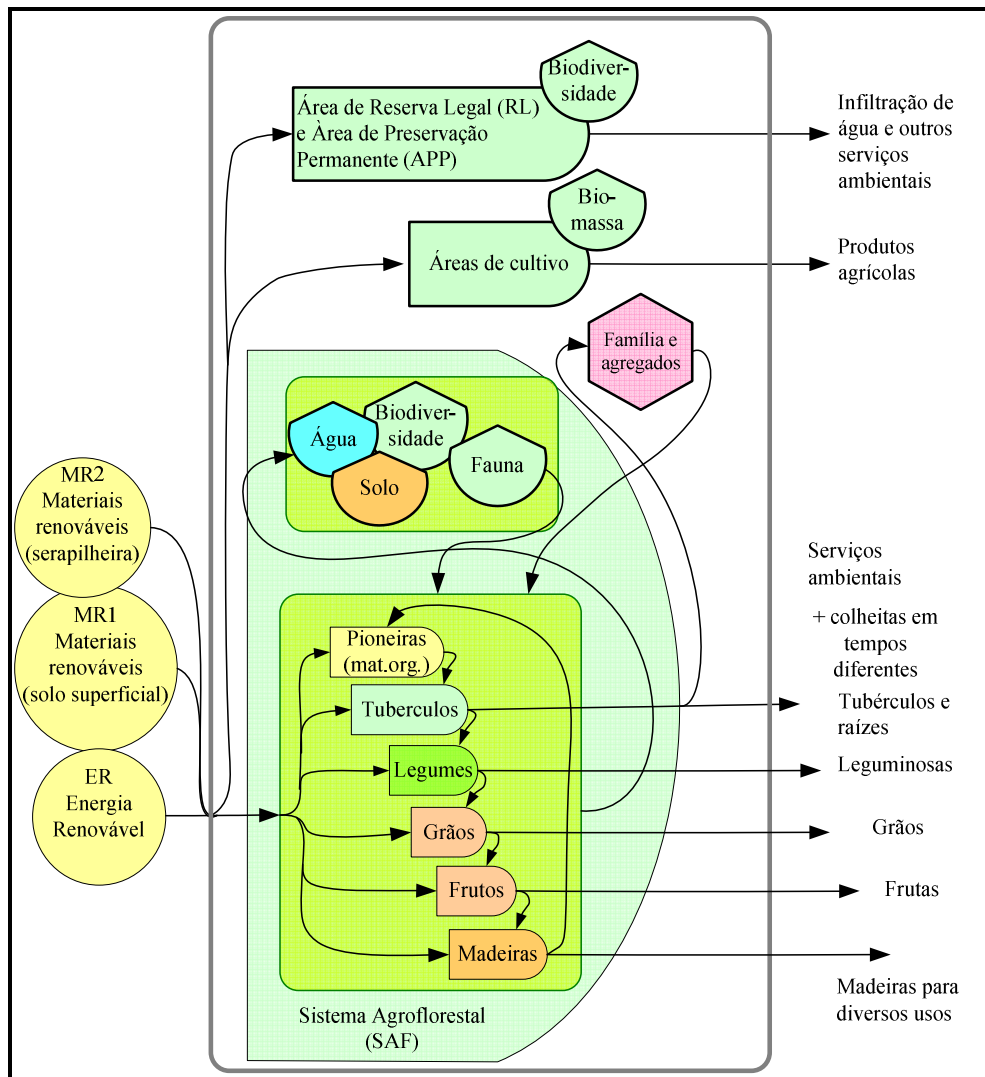 Biodiver-
sidade
Área de Reserva Legal (RL)
e Àrea de Preservação
Permanente (APP)
Infiltração de
água e outros
serviços
ambientais
Bio-
massa
Áreas de cultivo
Produtos
agrícolas
Família e
agregados
Água
Biodiver-
sidade
Solo
Fauna
MR2
Materiais
renováveis
(serapilheira)
MR1
Materiais
renováveis
(solo superficial)
ER
Energia
Renovável
Pioneiras
(mat.org.)
Tuberculos
Legumes
Grãos
Frutos
Madeiras
Sistema Agroflorestal
(SAF)
Serviços
ambientais
+ colheitas em
tempos
diferentes
Tubérculos e
raízes
Leguminosas
Grãos
Frutas
Madeiras para
diversos usos